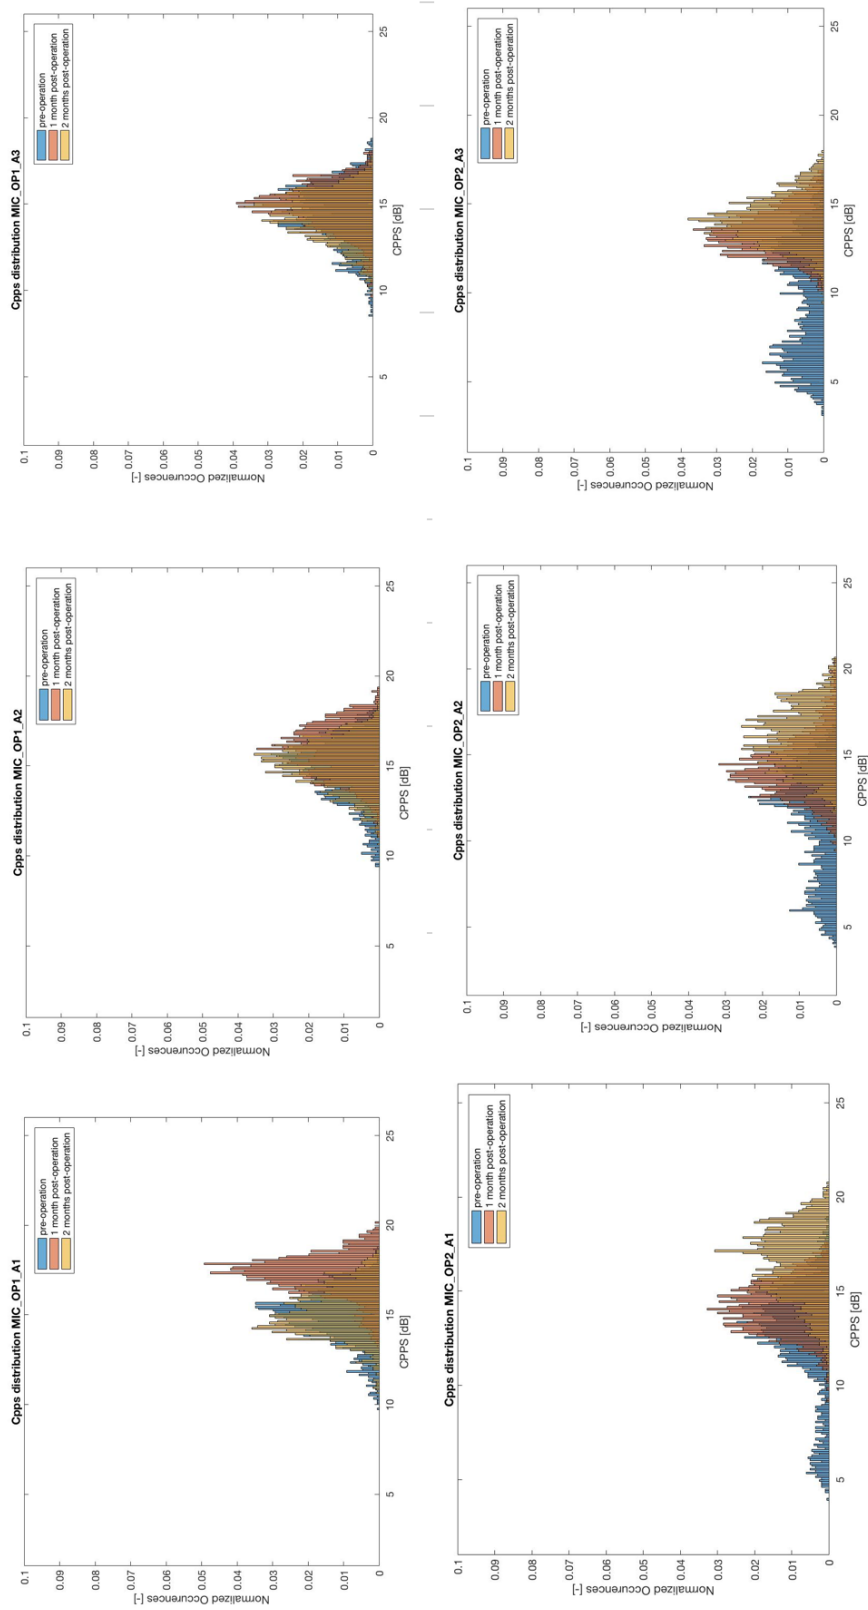 Cpps distribution MIC_OP1_A1
pre-operation
1 month post-operation
2 months post-operation
0.1
0.09
0.08
0.07
0.06
0.05
0.04
0.03
0.02
0.01
0
Normalized Occurences [-]
5
10
15
20
25
CPPS [dB]
Cpps distribution MIC_OP1_A2
pre-operation
1 month post-operation
2 months post-operation
0.1
0.09
0.08
0.07
0.06
0.05
0.04
0.03
0.02
0.01
0
Normalized Occurences [-]
5
10
15
20
25
CPPS [dB]
Cpps distribution MIC_OP1_A3
pre-operation
1 month post-operation
2 months post-operation
0.1
0.09
0.08
0.07
0.06
0.05
0.04
0.03
0.02
0.01
0
Normalized Occurences [-]
5
10
15
20
25
CPPS [dB]
Cpps distribution MIC_OP2_A1
pre-operation
1 month post-operation
2 months post-operation
0.1
0.09
0.08
0.07
0.06
0.05
0.04
0.03
0.02
0.01
0
Normalized Occurences [-]
5
10
15
20
25
CPPS [dB]
Cpps distribution MIC_OP2_A2
pre-operation
1 month post-operation
2 months post-operation
0.1
0.09
0.08
0.07
0.06
0.05
0.04
0.03
0.02
0.01
0
Normalized Occurences [-]
5
10
15
20
25
CPPS [dB]
Cpps distribution MIC_OP2_A3
pre-operation
1 month post-operation
2 months post-operation
0.1
0.09
0.08
0.07
0.06
0.05
0.04
0.03
0.02
0.01
0
Normalized Occurences [-]
5
10
15
20
25
CPPS [dB]